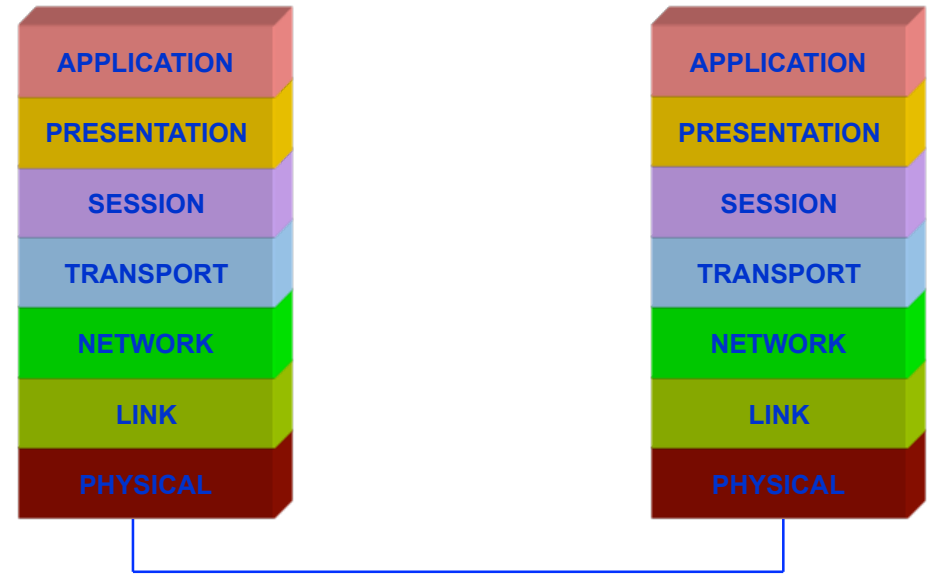 APPLICATION
PRESENTATION
SESSION
TRANSPORT
NETWORK
LINK
PHYSICAL
APPLICATION
PRESENTATION
SESSION
TRANSPORT
NETWORK
LINK
PHYSICAL